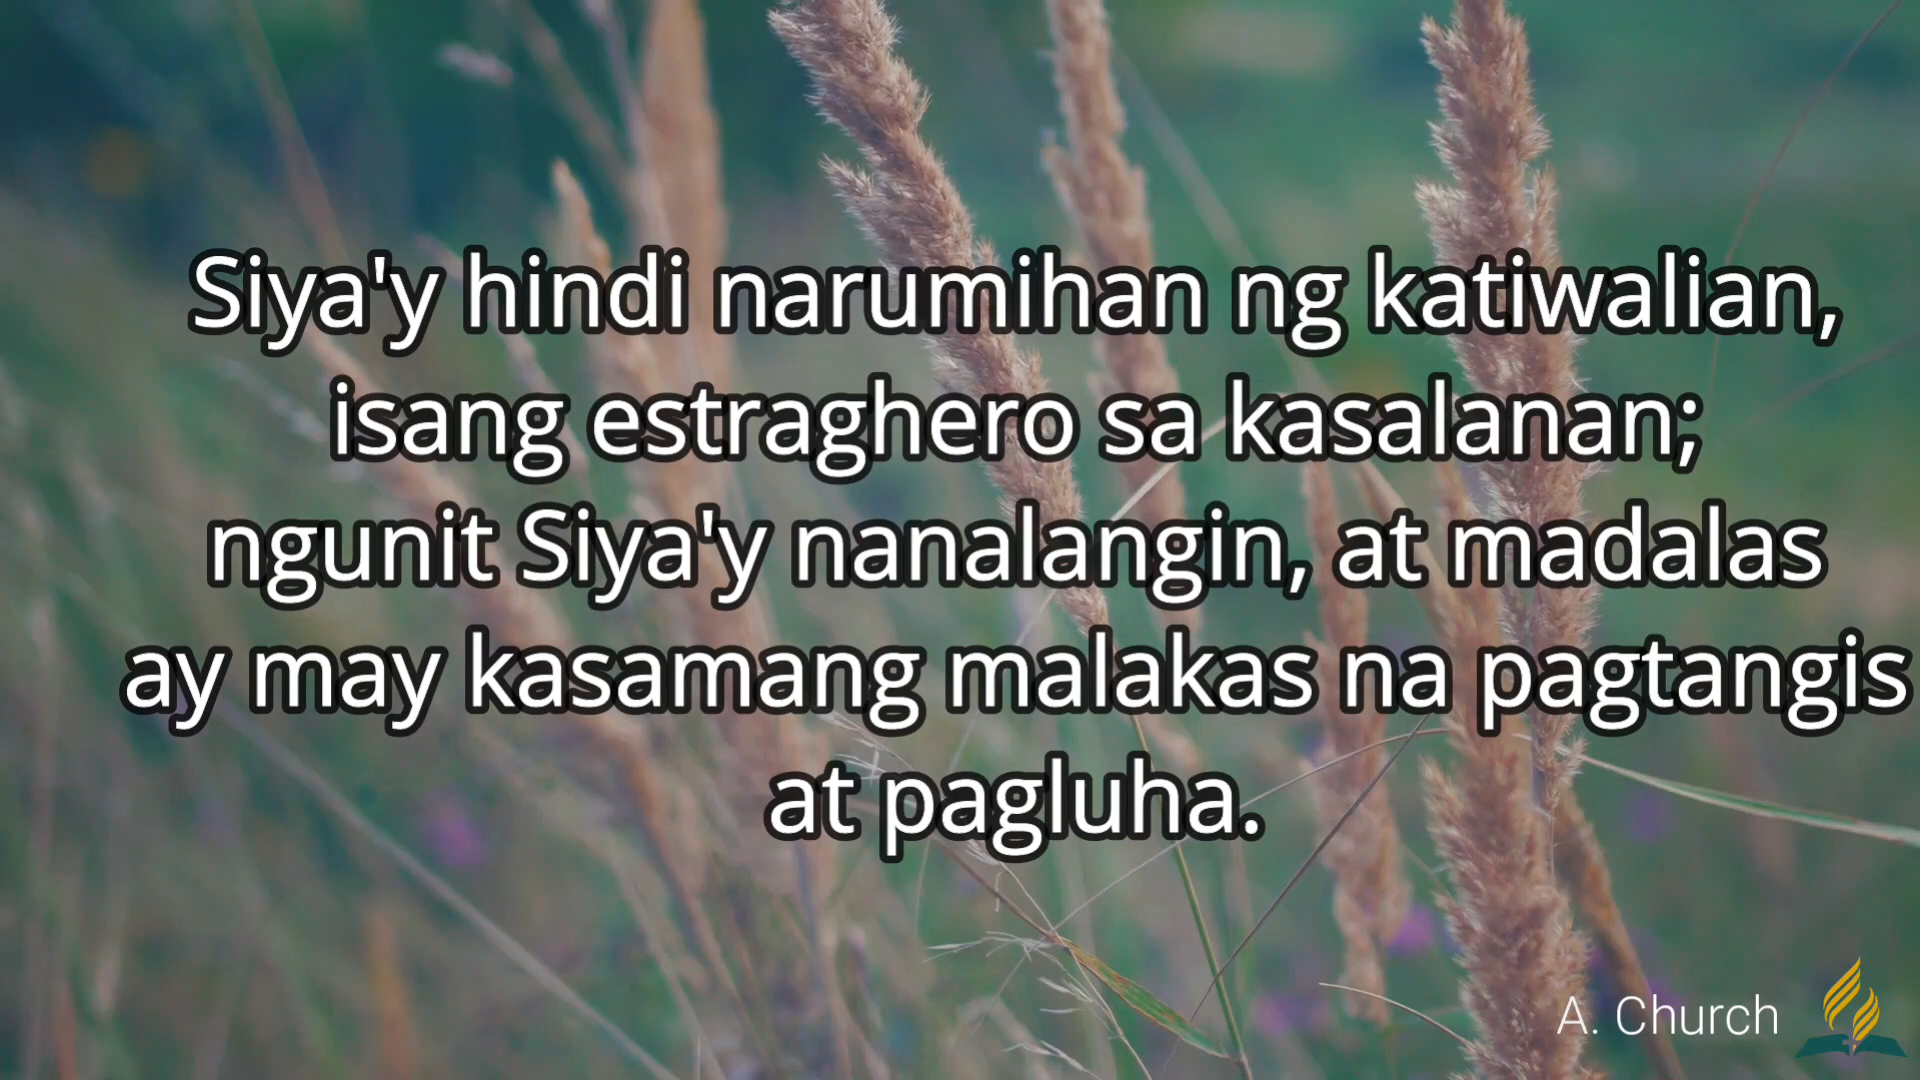 Siya'y hindi narumihan ng katiwalian,
isang estraghero sa kasalanan;
ngunit Siya'y nanalangin, at madalas
ay may kasamang malakas na pagtangis
at pagluha.
A. Church